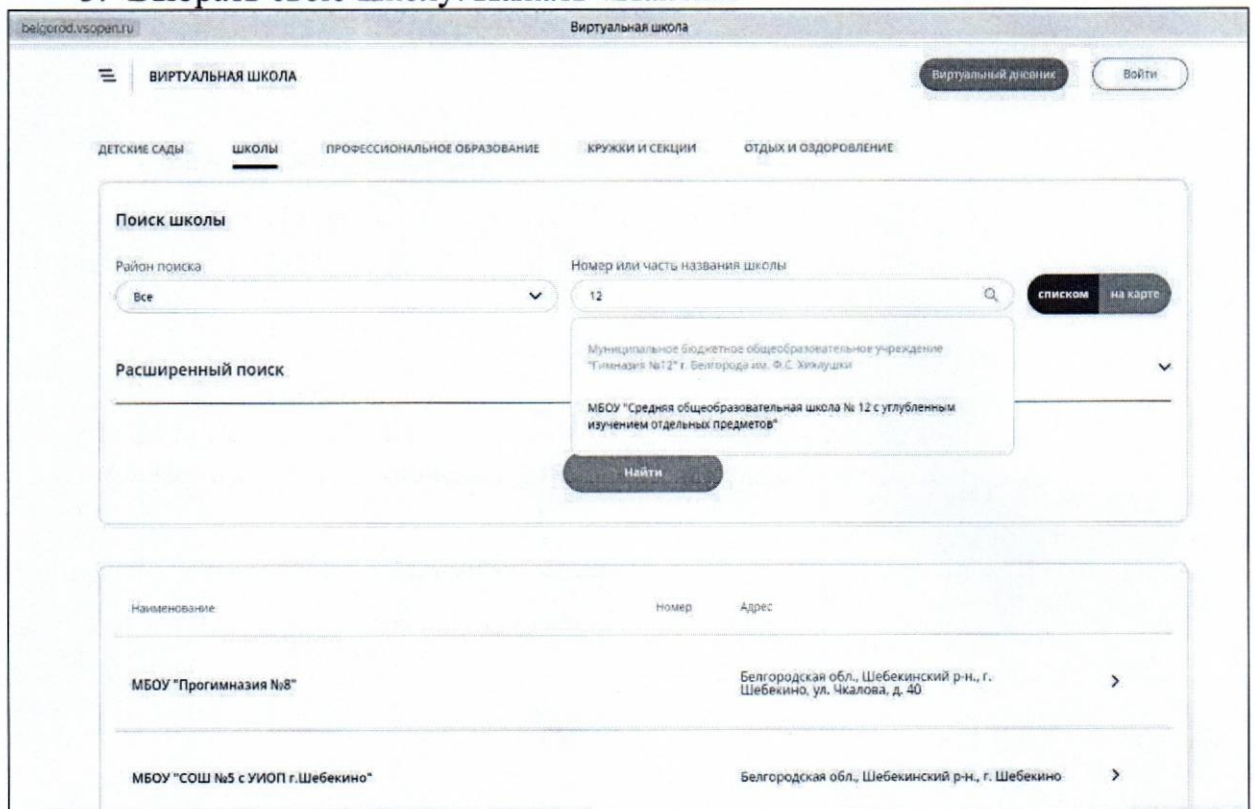 belgorod.vsopen.ru
Виртуальная школа
ВИРТУАЛЬНАЯ ШКОЛА
Виртуальный дневник
Войти
ДЕТСКИЕ САДЫ ШКОЛЫ ПРОФЕССИОНАЛЬНОЕ ОБРАЗОВАНИЕ КРУЖКИ И СЕКЦИИ ОТДЫХ И ОЗДОРОВЛЕНИЕ
Поиск школы
Район поиска
Номер или часть названия школы
Все
12
списком
на карте
Муниципальное бюджетное общеобразовательное учреждение
"Гимназия №12" г. Белгорода им. Ф.С. Хихлушки
Расширенный поиск
МБОУ "Средняя общеобразовательная школа № 12 с углубленным
изучением отдельных предметов"
Найти
Наименование Номер Адрес
МБОУ "Прогимназия №8"
Белгородская обл., Шебекинский р-н., г.
Шебекино, ул. Чкалова, д. 40
МБОУ "СОШ №5 с УИОП г.Шебекино"
Белгородская обл., Шебекинский р-н., г. Шебекино